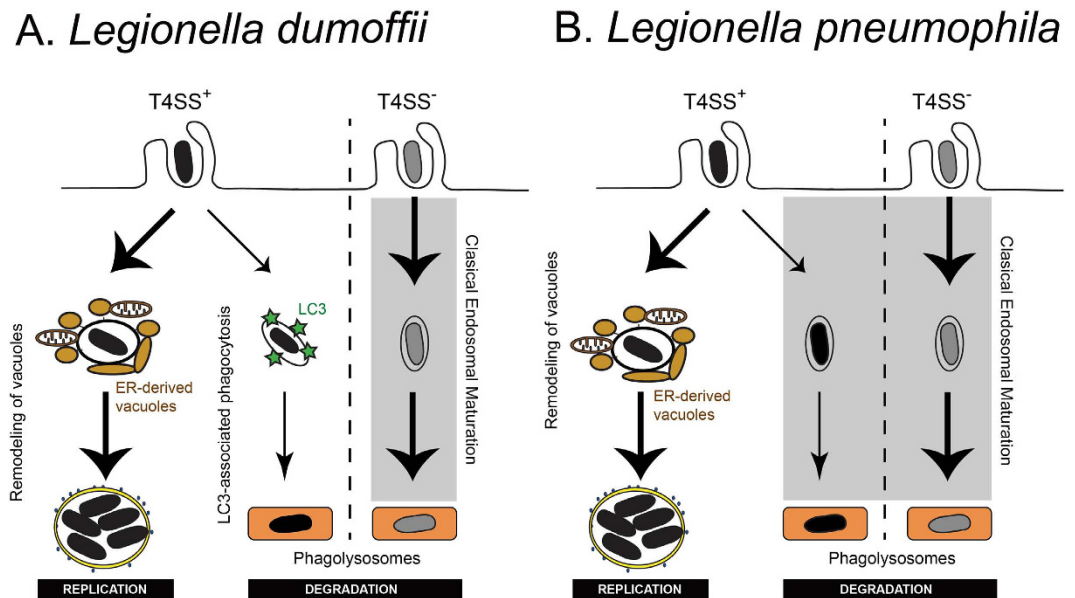 A. Legionella dumoffii
T4SS+
T4SS-
Remodeling of vacuoles
ER-derived
vacuoles
LC3-associated phagocytosis
LC3
Clasical Endosomal Maturation
Phagolysosomes
REPLICATION
DEGRADATION
B. Legionella pneumophila
T4SS+
T4SS-
Remodeling of vacuoles
ER-derived
vacuoles
Classical Endosomal Maturation
Phagolysosomes
REPLICATION
DEGRADATION